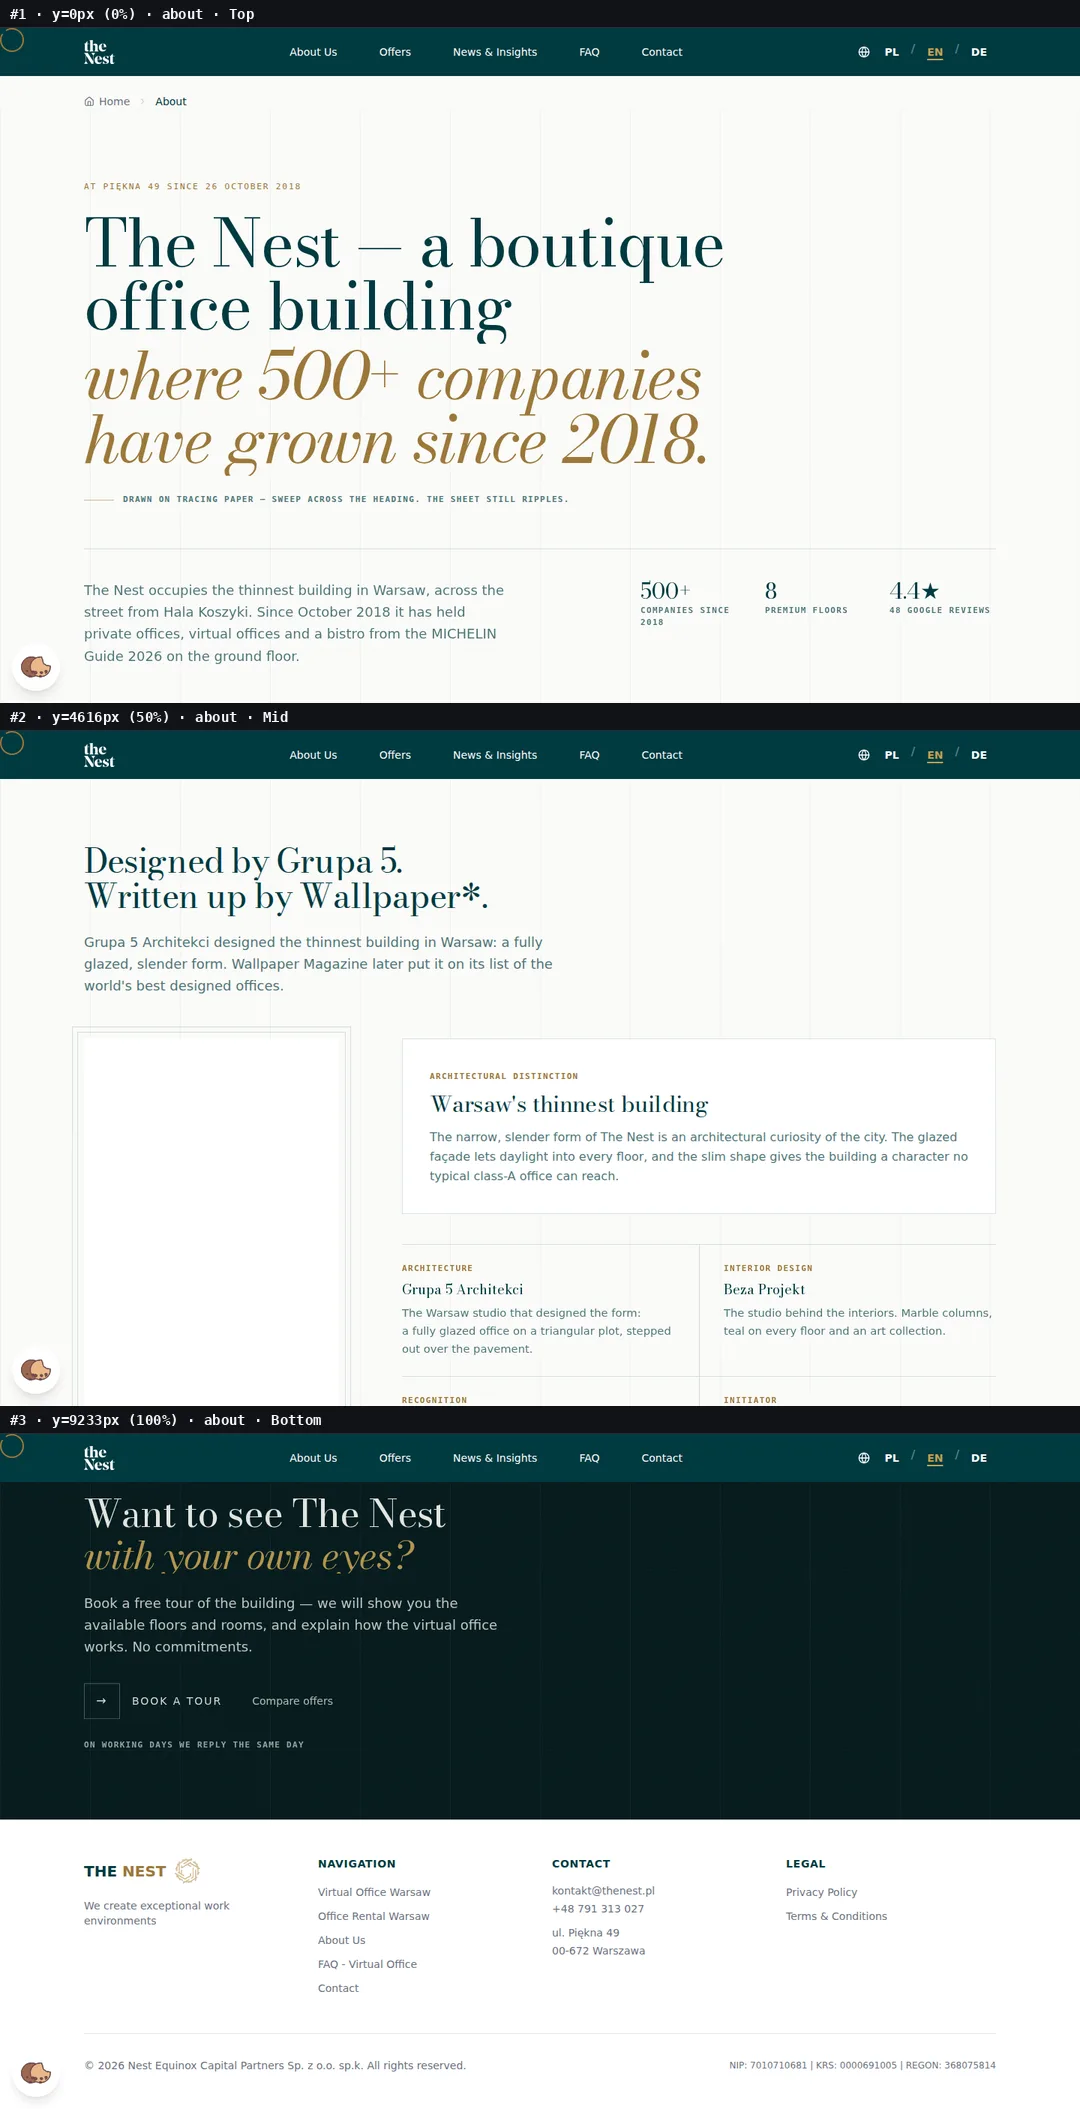 #1 · y=0px (0%) · about · Top
the
Nest
About Us Offers News & Insights FAQ Contact PL / EN / DE
Home › About
AT PIĘKNA 49 SINCE 26 OCTOBER 2018
The Nest — a boutique
office building
where 500+ companies
have grown since 2018.
DRAWN ON TRACING PAPER — SWEEP ACROSS THE HEADING. THE SHEET STILL RIPPLES.
The Nest occupies the thinnest building in Warsaw, across the
street from Hala Koszyki. Since October 2018 it has held
private offices, virtual offices and a bistro from the MICHELIN
Guide 2026 on the ground floor.
500+
COMPANIES SINCE
2018
8
PREMIUM FLOORS
4.4★
48 GOOGLE REVIEWS
#2 · y=4616px (50%) · about · Mid
the
Nest
About Us Offers News & Insights FAQ Contact PL / EN / DE
Designed by Grupa 5.
Written up by Wallpaper*.
Grupa 5 Architekci designed the thinnest building in Warsaw: a fully
glazed, slender form. Wallpaper Magazine later put it on its list of the
world's best designed offices.
ARCHITECTURAL DISTINCTION
Warsaw's thinnest building
The narrow, slender form of The Nest is an architectural curiosity of the city. The glazed
façade lets daylight into every floor, and the slim shape gives the building a character no
typical class-A office can reach.
ARCHITECTURE
Grupa 5 Architekci
The Warsaw studio that designed the form:
a fully glazed office on a triangular plot, stepped
out over the pavement.
INTERIOR DESIGN
Beza Projekt
The studio behind the interiors. Marble columns,
teal on every floor and an art collection.
RECOGNITION
INITIATOR
#3 · y=9233px (100%) · about · Bottom
the
Nest
About Us Offers News & Insights FAQ Contact PL / EN / DE
Want to see The Nest
with your own eyes?
Book a free tour of the building — we will show you the
available floors and rooms, and explain how the virtual office
works. No commitments.
→ BOOK A TOUR Compare offers
ON WORKING DAYS WE REPLY THE SAME DAY
THE NEST
We create exceptional work
environments
NAVIGATION
Virtual Office Warsaw
Office Rental Warsaw
About Us
FAQ - Virtual Office
Contact
CONTACT
kontakt@thenest.pl
+48 791 313 027
ul. Piękna 49
00-672 Warszawa
LEGAL
Privacy Policy
Terms & Conditions
© 2026 Nest Equinox Capital Partners Sp. z o.o. sp.k. All rights reserved.
NIP: 7010710681 | KRS: 0000691005 | REGON: 368075814